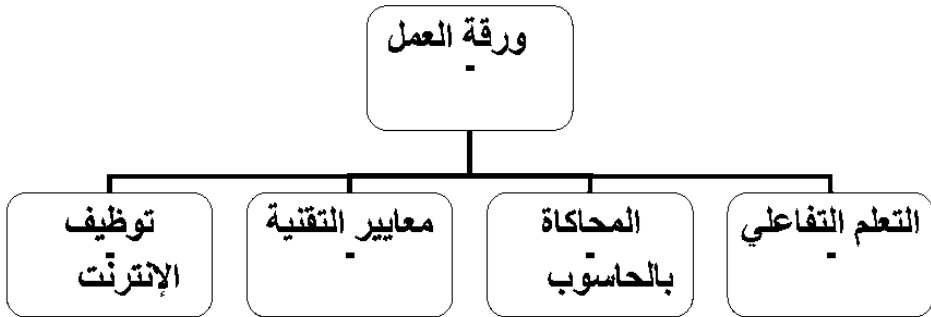 ورقة العمل
-
التعلم التفاعلي
-
المحاكاة
-
بالحاسوب
معايير التقنية
-
توظيف
-
الإنترنت